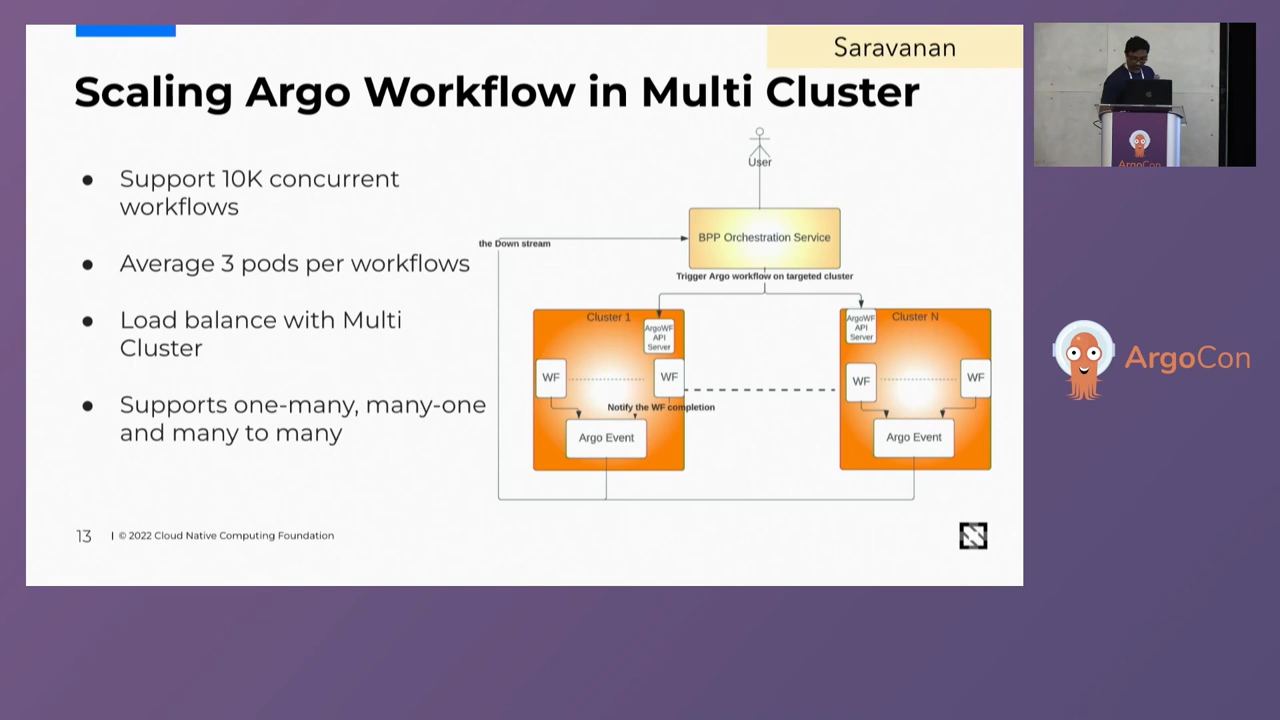 Saravanan
Scaling Argo Workflow in Multi Cluster
● Support 10K concurrent
workflows
● Average 3 pods per workflows
● Load balance with Multi
Cluster
● Supports one-many, many-one
and many to many
User
the Down stream
BPP Orchestration Service
Trigger Argo workflow on targeted cluster
Cluster 1
ArgoWF
API
Server
WF
WF
Notify the WF completion
Argo Event
ArgoWF
API
Server
Cluster N
WF
WF
Argo Event
13 | © 2022 Cloud Native Computing Foundation
ArgoCon
ArgoCon